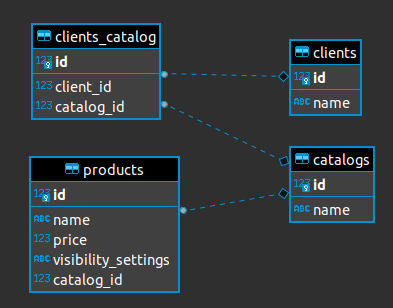 clients_catalog
123 id
123 client_id
123 catalog_id
clients
123 id
ABC name
products
123 id
ABC name
123 price
ABC visibility_settings
123 catalog_id
catalogs
123 id
ABC name